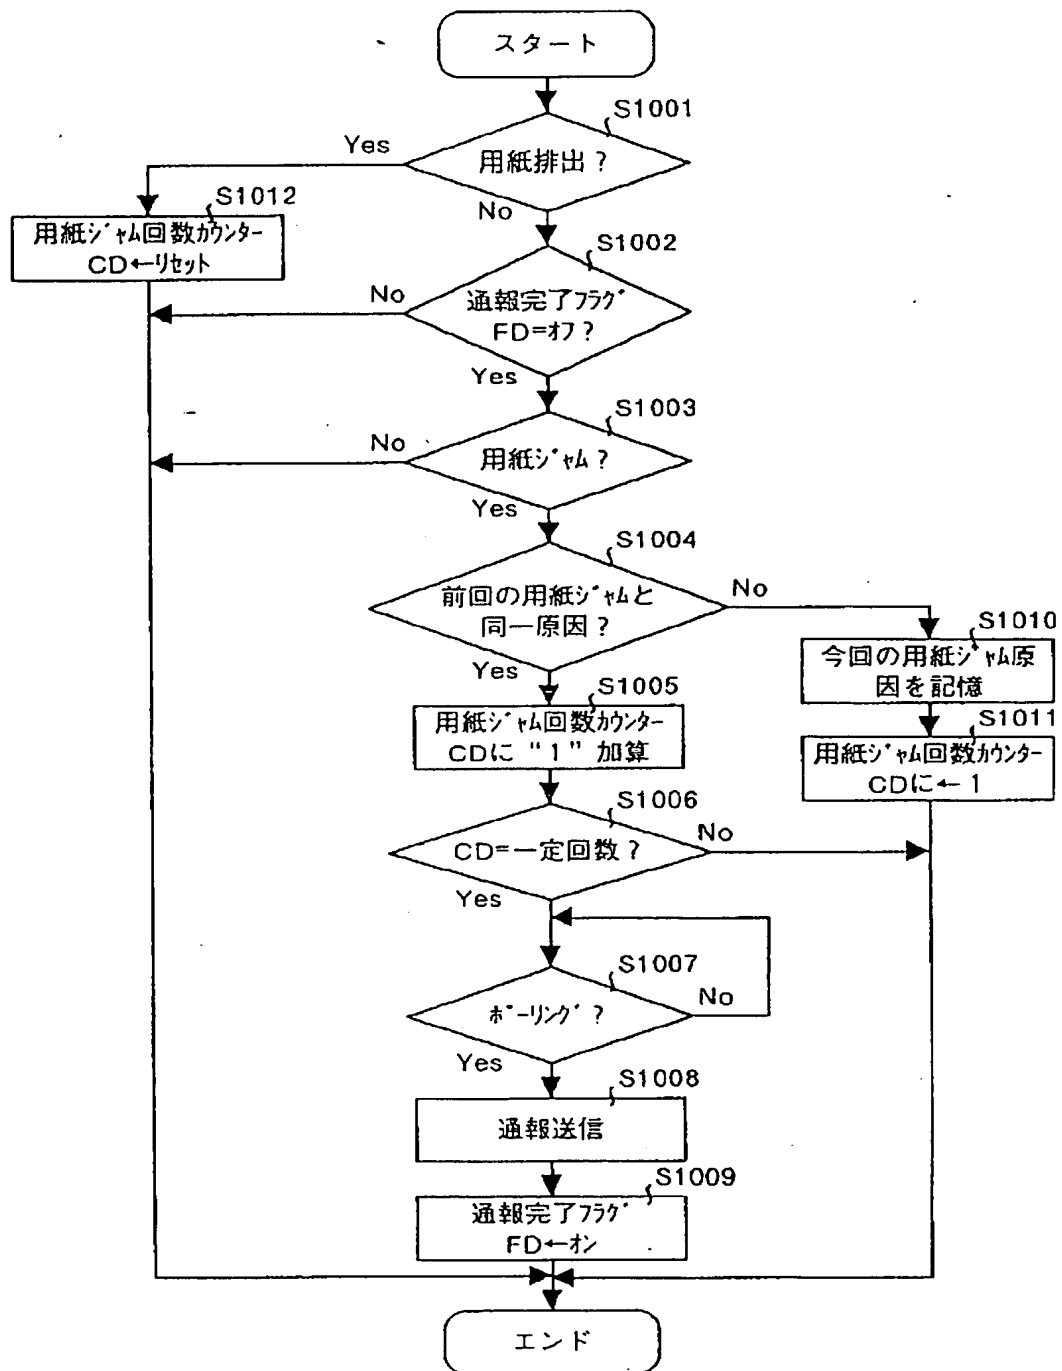 スタート
S1001
Yes
用紙排出?
No
S1012
用紙ジャム回数カウンター
CD←リセット
S1002
No
通報完了フラグ
FD=オフ?
Yes
S1003
No
用紙ジャム?
Yes
S1004
前回の用紙ジャムと
同一原因?
No
Yes
S1010
今回の用紙ジャム原
因を記憶
S1005
用紙ジャム回数カウンター
CDに“1”加算
S1011
用紙ジャム回数カウンター
CDに←1
S1006
CD=一定回数?
No
Yes
S1007
ポーリング?
No
Yes
S1008
通報送信
S1009
通報完了フラグ
FD←オン
エンド